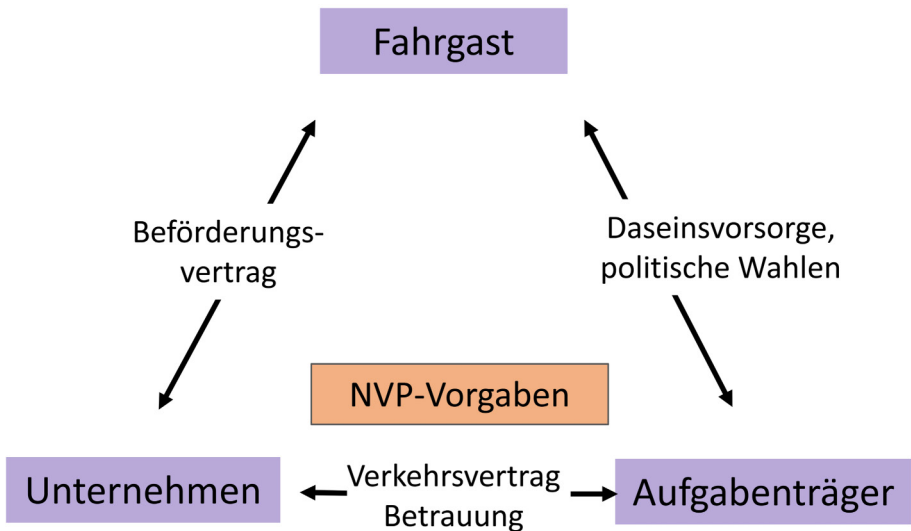 Fahrgast
Beförderungs-
vertrag
Daseinsvorsorge,
politische Wahlen
NVP-Vorgaben
Unternehmen
Verkehrsvertrag
Betrauung
Aufgabenträger